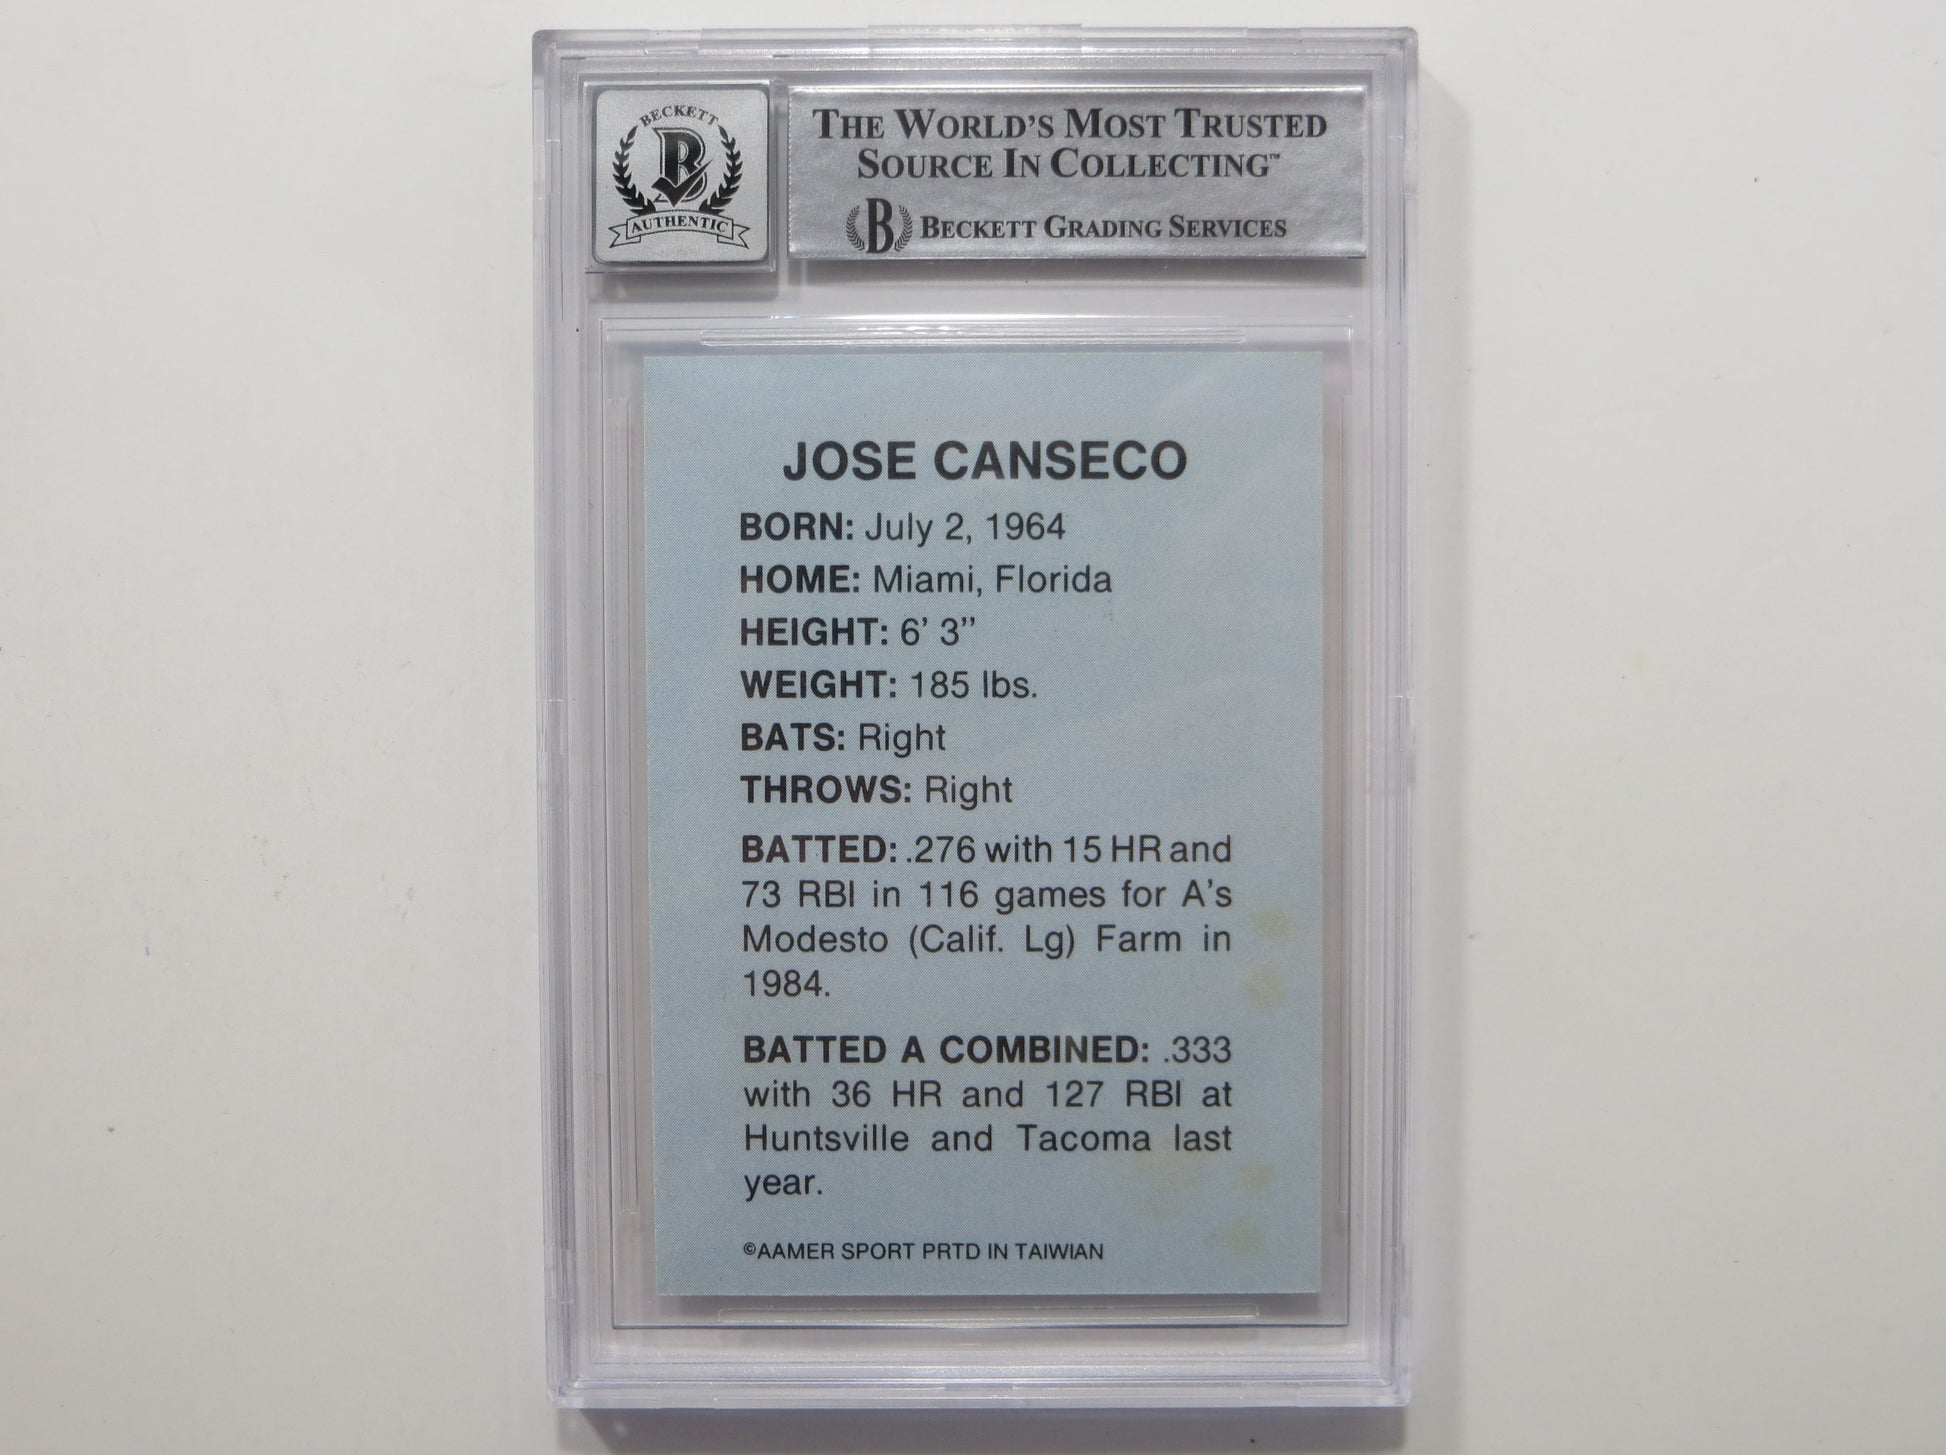 BECKETT
B
AUTHENTIC
THE WORLD'S MOST TRUSTED
SOURCE IN COLLECTING™
B BECKETT GRADING SERVICES
JOSE CANSECO
BORN: July 2, 1964
HOME: Miami, Florida
HEIGHT: 6' 3"
WEIGHT: 185 lbs.
BATS: Right
THROWS: Right
BATTED: .276 with 15 HR and
73 RBI in 116 games for A's
Modesto (Calif. Lg) Farm in
1984.
BATTED A COMBINED: .333
with 36 HR and 127 RBI at
Huntsville and Tacoma last
year.
©AAMER SPORT PRTD IN TAIWIAN